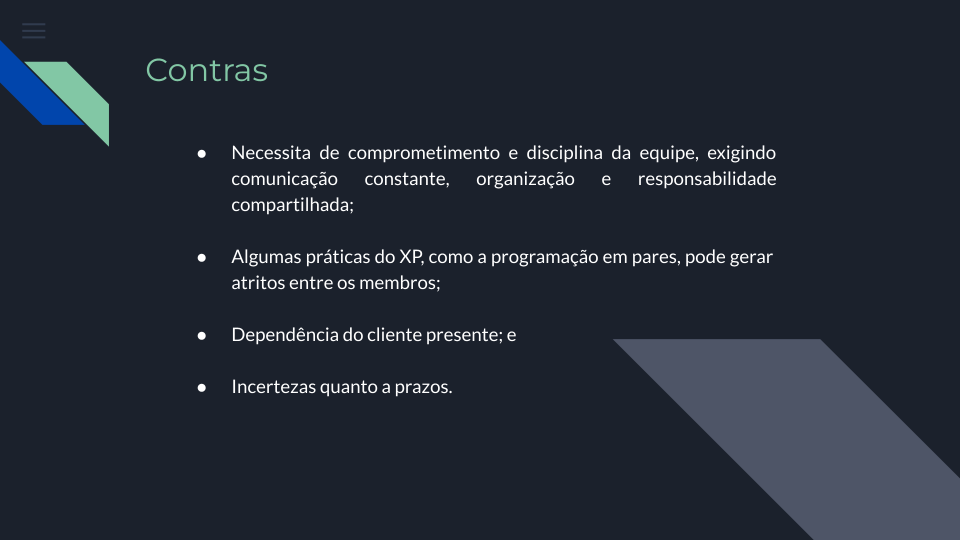 Contras
● Necessita de comprometimento e disciplina da equipe, exigindo
comunicação constante, organização e responsabilidade
compartilhada;
● Algumas práticas do XP, como a programação em pares, pode gerar
atritos entre os membros;
● Dependência do cliente presente; e
● Incertezas quanto a prazos.